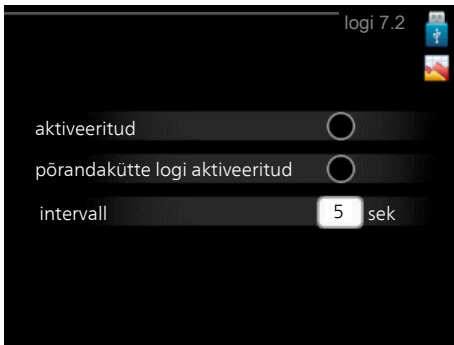 logi 7.2
aktiveeritud
põrandakütte logi aktiveeritud
intervall 5 sek